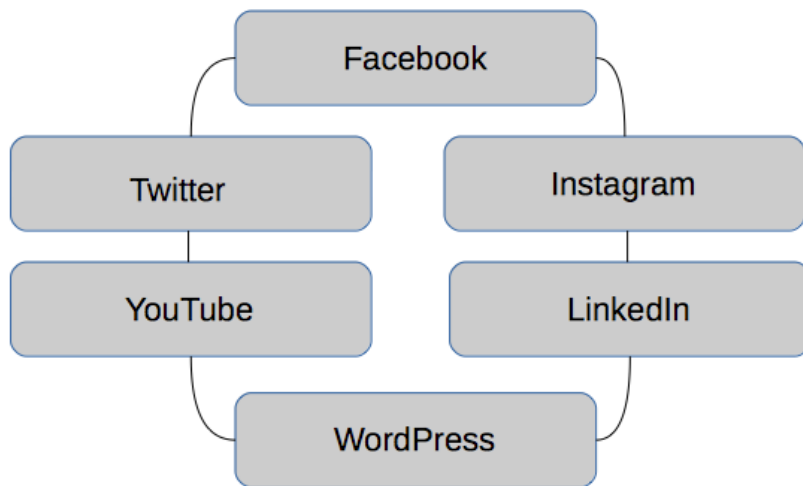 Facebook
Twitter
Instagram
YouTube
LinkedIn
WordPress